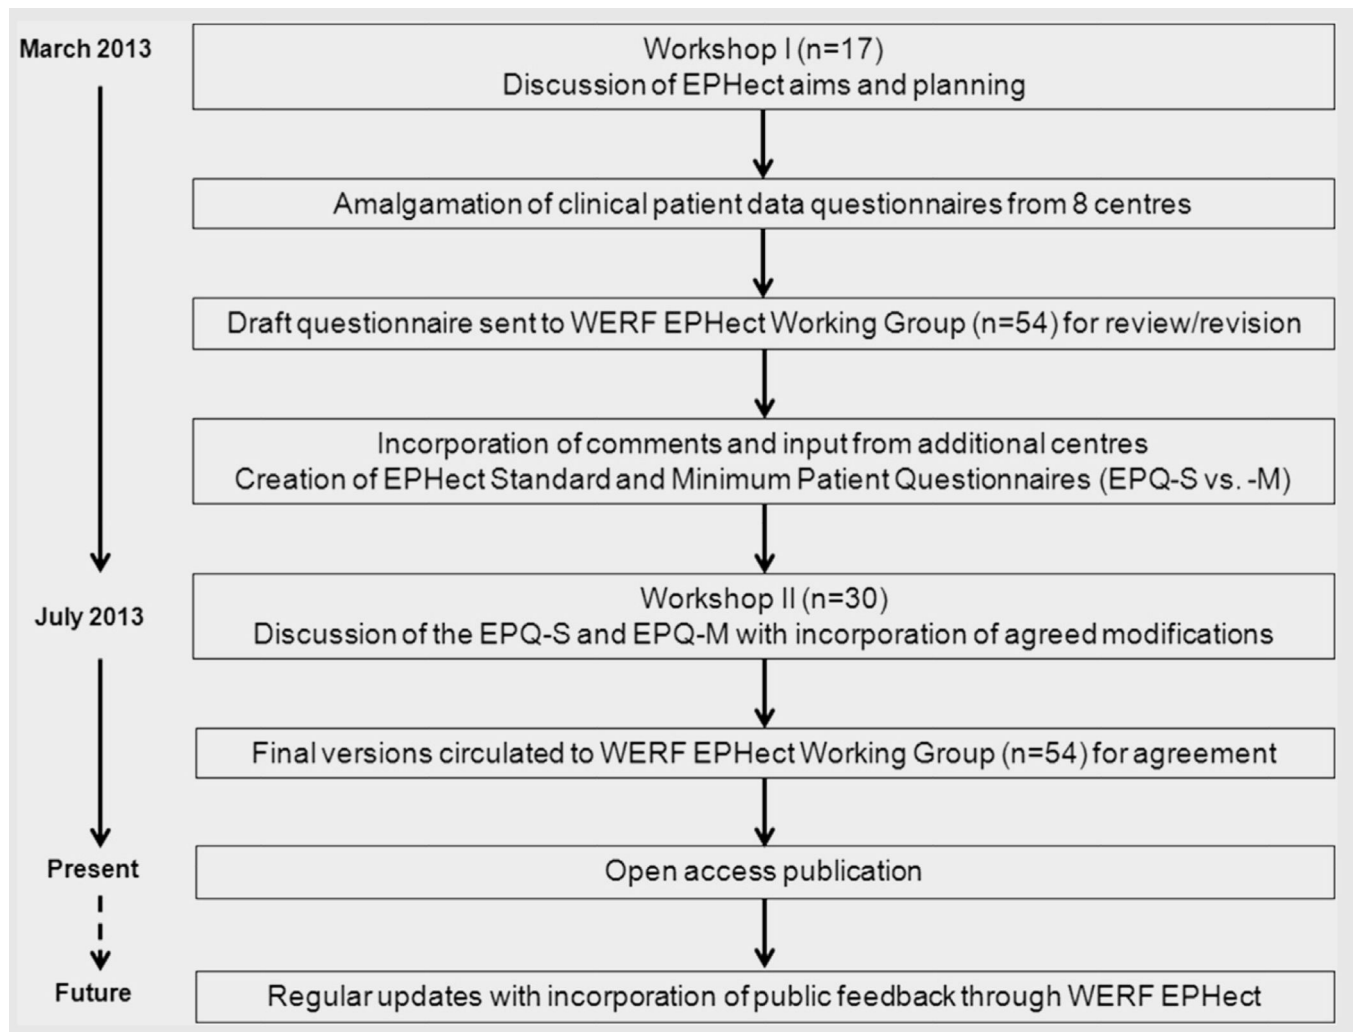 March 2013
Workshop I (n=17)
Discussion of EPHect aims and planning
Amalgamation of clinical patient data questionnaires from 8 centres
Draft questionnaire sent to WERF EPHect Working Group (n=54) for review/revision
Incorporation of comments and input from additional centres
Creation of EPHect Standard and Minimum Patient Questionnaires (EPQ-S vs. -M)
July 2013
Workshop II (n=30)
Discussion of the EPQ-S and EPQ-M with incorporation of agreed modifications
Final versions circulated to WERF EPHect Working Group (n=54) for agreement
Present
Open access publication
Future
Regular updates with incorporation of public feedback through WERF EPHect